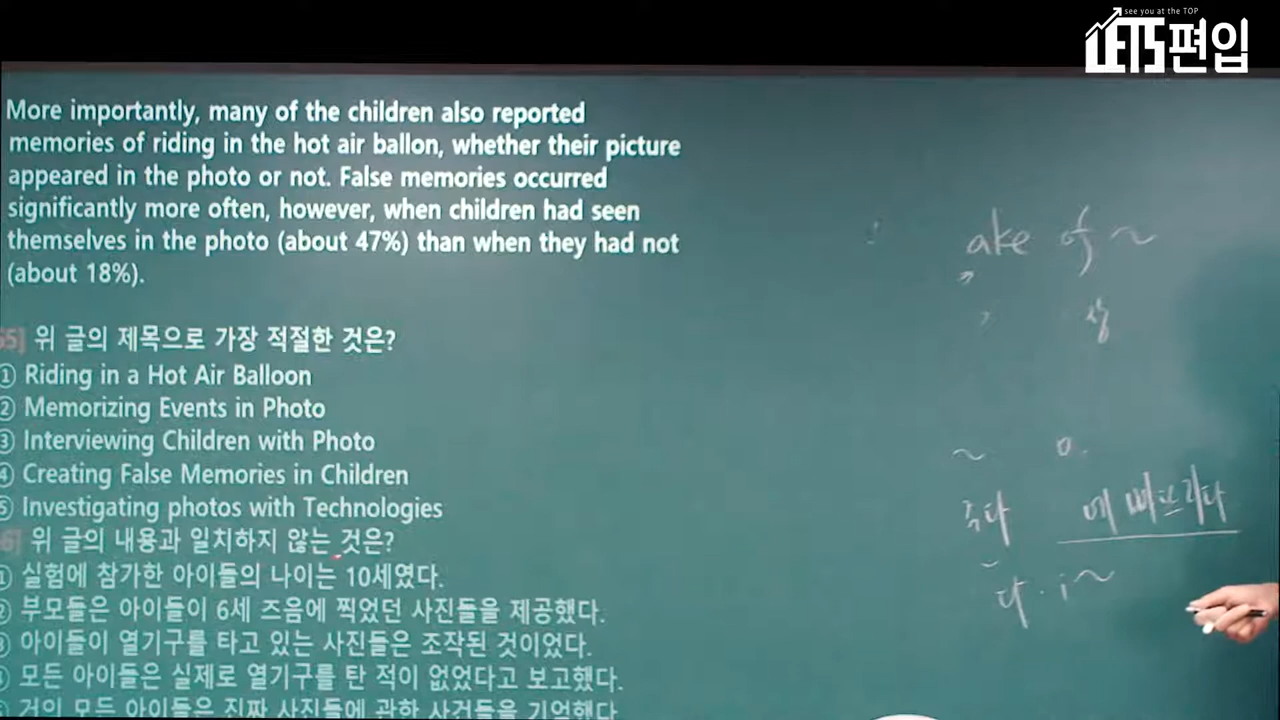 see you at the TOP
LETS편입
More importantly, many of the children also reported
memories of riding in the hot air ballon, whether their picture
appeared in the photo or not. False memories occurred
significantly more often, however, when children had seen
themselves in the photo (about 47%) than when they had not
(about 18%).
55] 위 글의 제목으로 가장 적절한 것은?
① Riding in a Hot Air Balloon
② Memorizing Events in Photo
③ Interviewing Children with Photo
④ Creating False Memories in Children
⑤ Investigating photos with Technologies
위 글의 내용과 일치하지 않는 것은?
① 실험에 참가한 아이들의 나이는 10세였다.
② 부모들은 아이들이 6세 즈음에 찍었던 사진들을 제공했다.
③ 아이들이 열기구를 타고 있는 사진들은 조작된 것이었다.
모든 아이들은 실제로 열기구를 탄 적이 없었다고 보고했다.
거의 모든 아이들은 진짜 사진들에 관한 사건들을 기억했다
ake of ~
에 빠뜨리다